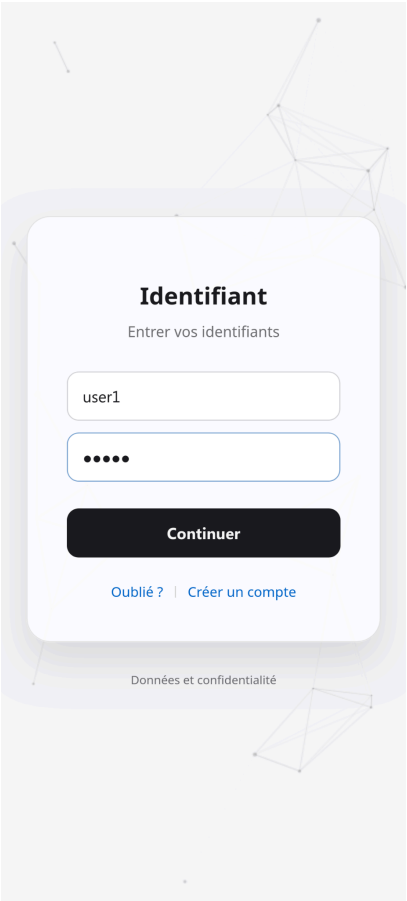 Identifiant
Entrer vos identifiants
user1
●●●●●
Continuer
Oublié ? | Créer un compte
Données et confidentialité